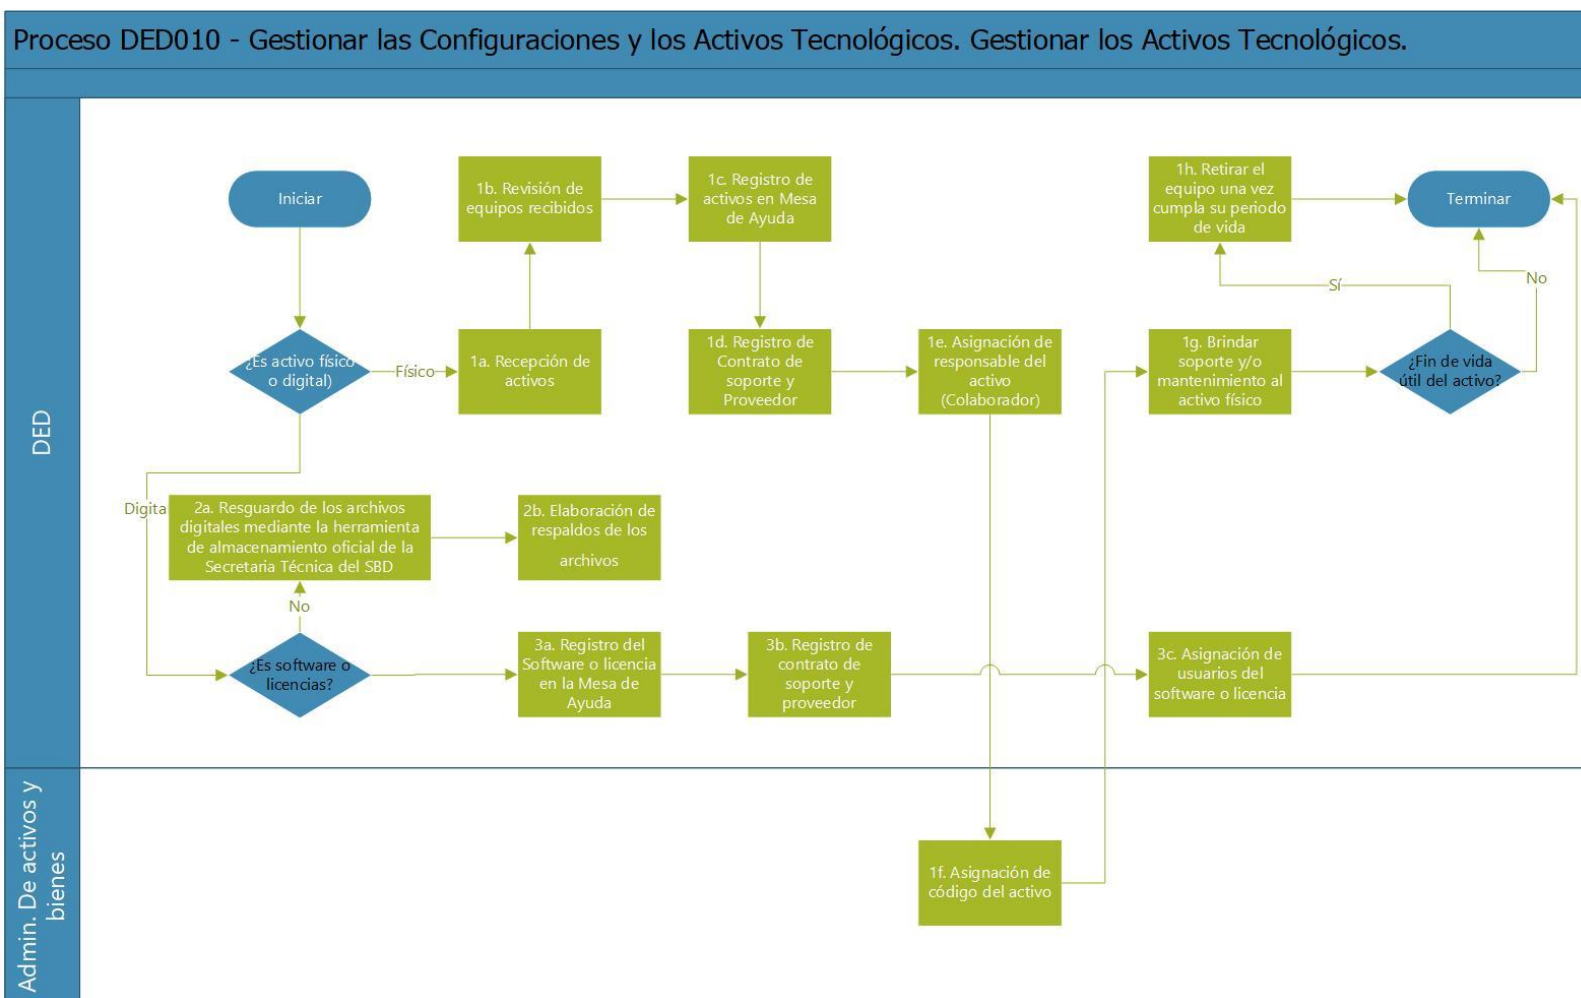 Proceso DED010 - Gestionar las Configuraciones y los Activos Tecnológicos. Gestionar los Activos Tecnológicos.
DED
Iniciar
1b. Revisión de
equipos recibidos
1c. Registro de
activos en Mesa
de Ayuda
1h. Retirar el
equipo una vez
cumpla su periodo
de vida
Terminar
No
Sí
¿Es activo físico
o digital)
Físico
1a. Recepción de
activos
1d. Registro de
Contrato de
soporte y
Proveedor
1e. Asignación de
responsable del
activo
(Colaborador)
1g. Brindar
soporte y/o
mantenimiento al
activo físico
¿Fin de vida
útil del activo?
Digital
2a. Resguardo de los archivos
digitales mediante la herramienta
de almacenamiento oficial de la
Secretaria Técnica del SBD
2b. Elaboración de
respaldos de los
archivos
No
¿Es software o
licencias?
3a. Registro del
Software o licencia
en la Mesa de
Ayuda
3b. Registro de
contrato de
soporte y
proveedor
3c. Asignación de
usuarios del
software o licencia
Admin. De activos y
bienes
1f. Asignación de
código del activo